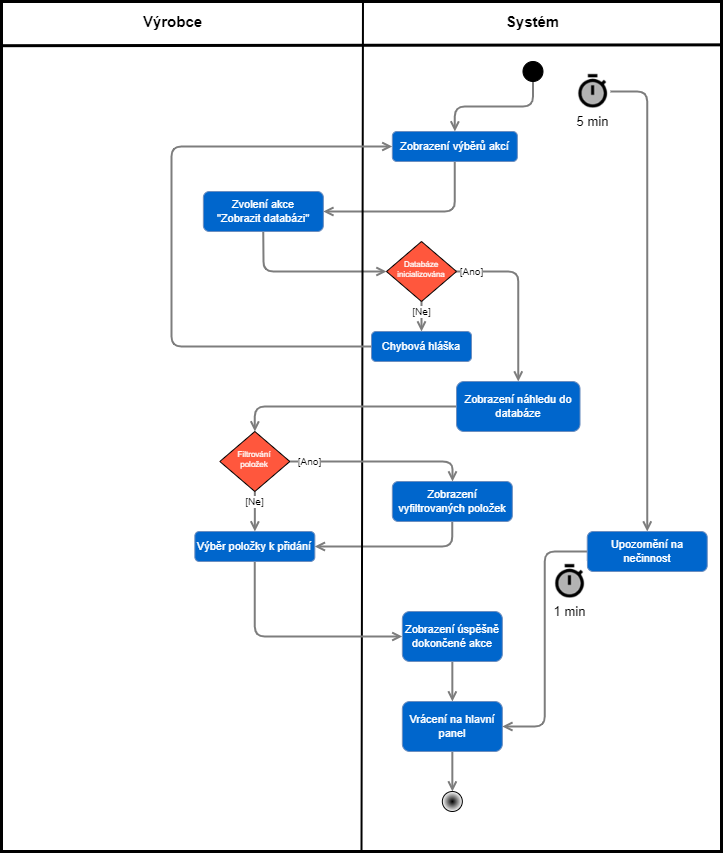 Výrobce
Systém
5 min
Zobrazení výběrů akcí
Zvolení akce
"Zobrazit databázi"
Databáze
inicializována
[Ano]
[Ne]
Chybová hláška
Zobrazení náhledu do
databáze
Filtrování
položek
[Ano]
[Ne]
Zobrazení
vyfiltrovaných položek
Výběr položky k přidání
Upozornění na
nečinnost
1 min
Zobrazení úspěšně
dokončené akce
Vrácení na hlavní
panel